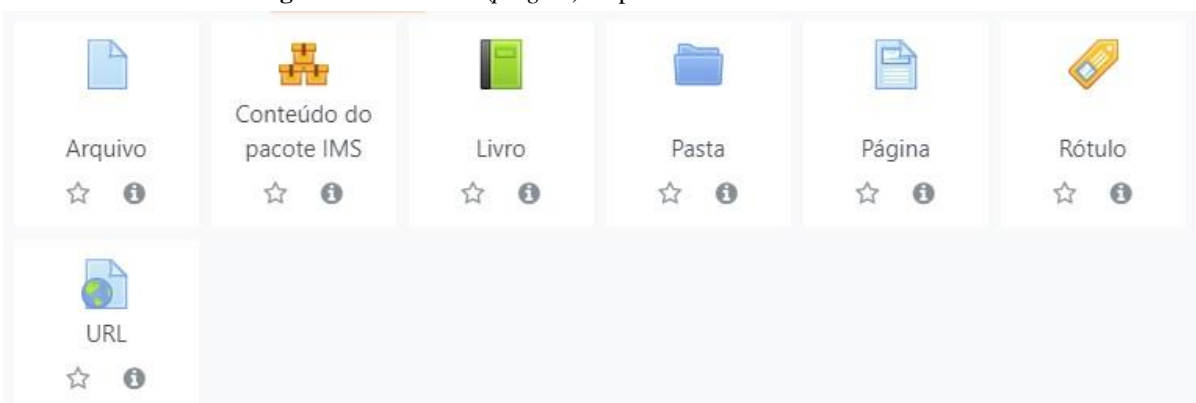 Arquivo
Conteúdo do
pacote IMS
Livro
Pasta
Página
Rótulo
URL